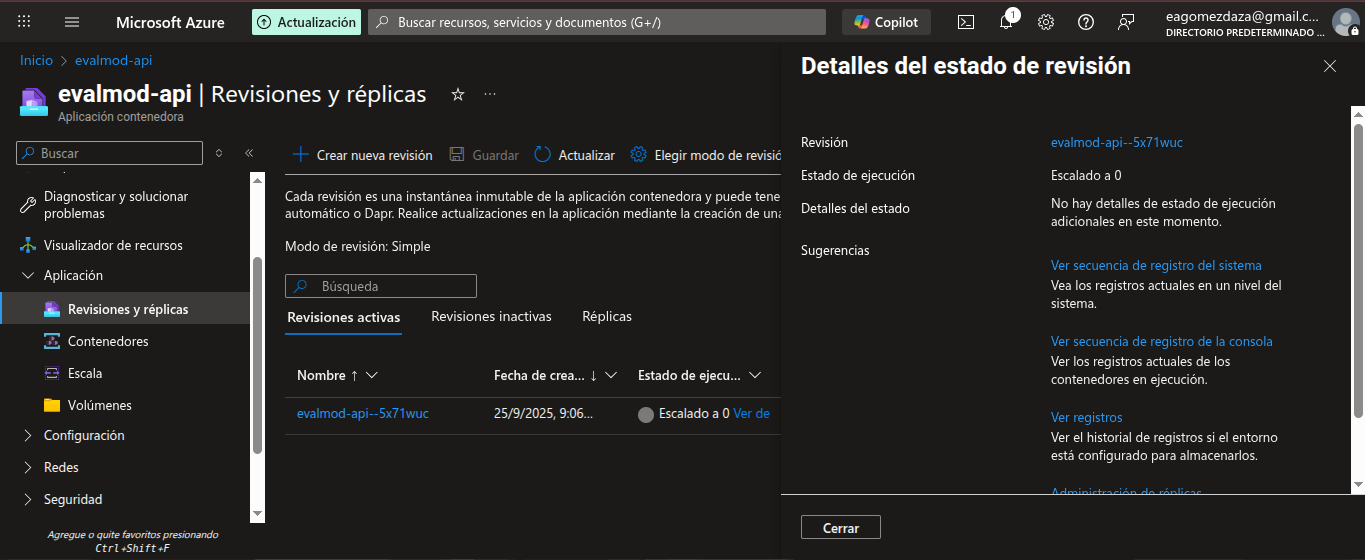 Microsoft Azure
Actualización
Buscar recursos, servicios y documentos (G+/)
Copilot
1
eagomezdaza@gmail.c...
DIRECTORIO PREDETERMINADO ...
Inicio > evalmod-api
evalmod-api | Revisiones y réplicas
Aplicación contenedora
Buscar
Diagnosticar y solucionar
problemas
Visualizador de recursos
Aplicación
Revisiones y réplicas
Contenedores
Escala
Volúmenes
Configuración
Redes
Seguridad
Agregue o quite favoritos presionando
Ctrl+Shift+F
Crear nueva revisión
Guardar
Actualizar
Elegir modo de revisió
Cada revisión es una instantánea inmutable de la aplicación contenedora y puede tene
automático o Dapr. Realice actualizaciones en la aplicación mediante la creación de una
Modo de revisión: Simple
Búsqueda
Revisiones activas
Revisiones inactivas
Réplicas
Nombre ↑
Fecha de crea... ↓
Estado de ejecu...
evalmod-api--5x71wuc
25/9/2025, 9:06...
Escalado a 0 Ver de
Detalles del estado de revisión
Revisión
evalmod-api--5x71wuc
Estado de ejecución
Escalado a 0
Detalles del estado
No hay detalles de estado de ejecución
adicionales en este momento.
Sugerencias
Ver secuencia de registro del sistema
Vea los registros actuales en un nivel del
sistema.
Ver secuencia de registro de la consola
Ver los registros actuales de los
contenedores en ejecución.
Ver registros
Ver el historial de registros si el entorno
está configurado para almacenarlos.
Administración de réplicas
Cerrar